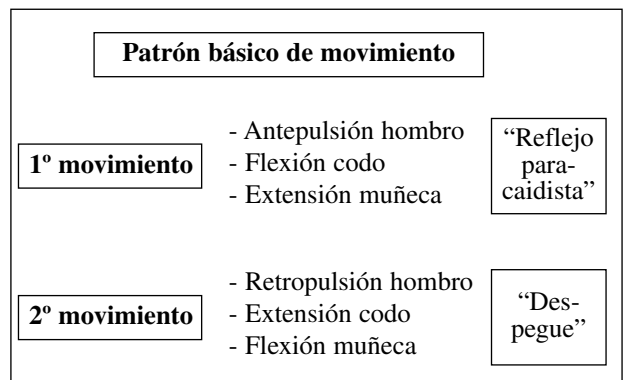 Patrón básico de movimiento
1º movimiento
- Antepulsión hombro
- Flexión codo
- Extensión muñeca
“Reflejo
para-
caidista”
2º movimiento
- Retropulsión hombro
- Extensión codo
- Flexión muñeca
“Des-
pegue”